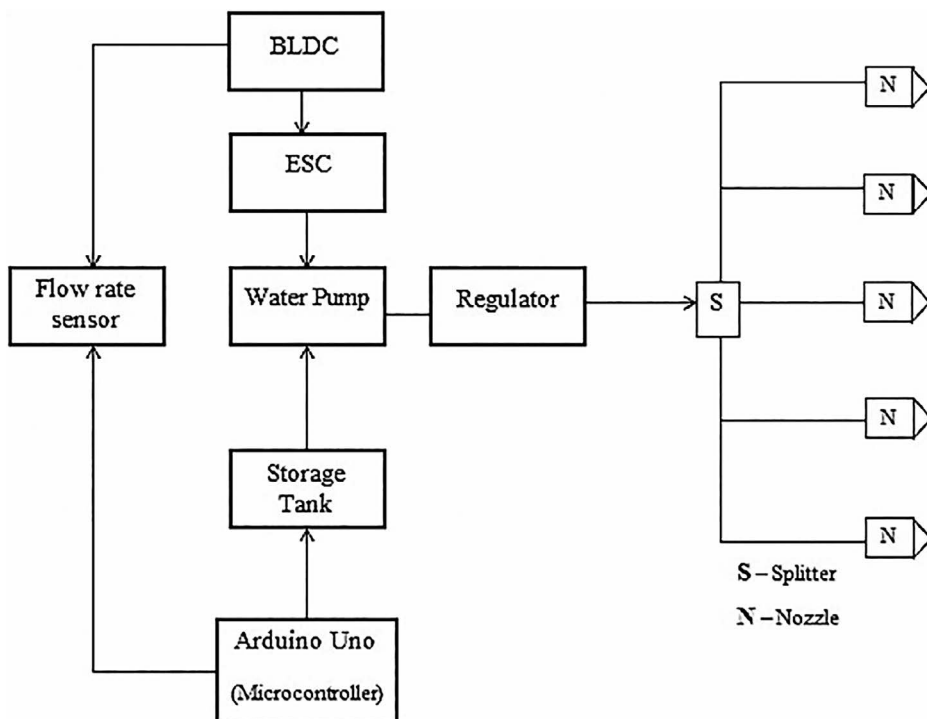 BLDC
ESC
Flow rate
sensor
Water Pump
Regulator
Storage
Tank
Arduino Uno
(Microcontroller)
S
N
N
N
N
N
S – Splitter
N – Nozzle